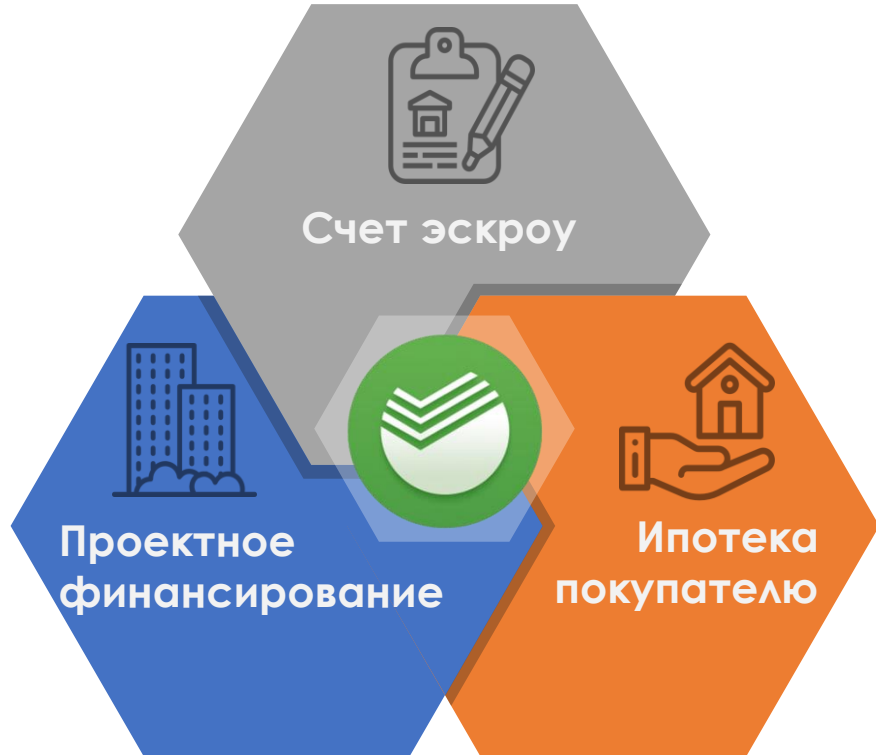 Счет эскроу
Проектное
финансирование
Ипотека
покупателю